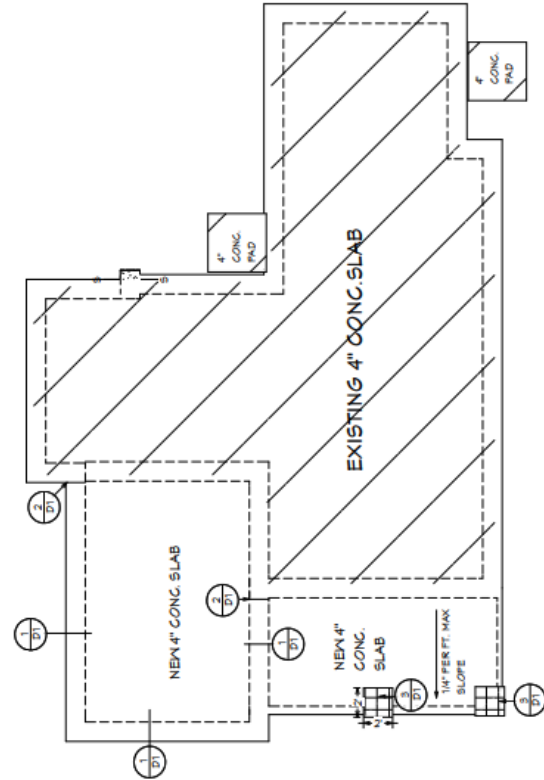 4"
CONC.
PAD
4"
CONC.
PAD
S
S
EXISTING 4" CONC. SLAB
2
D1
1
D1
NEW 4" CONC. SLAB
2
D1
1
D1
1
D1
NEW 4"
CONC.
SLAB
1/4" PER FT. MAX
SLOPE
2'
2'
3
D1
3
D1